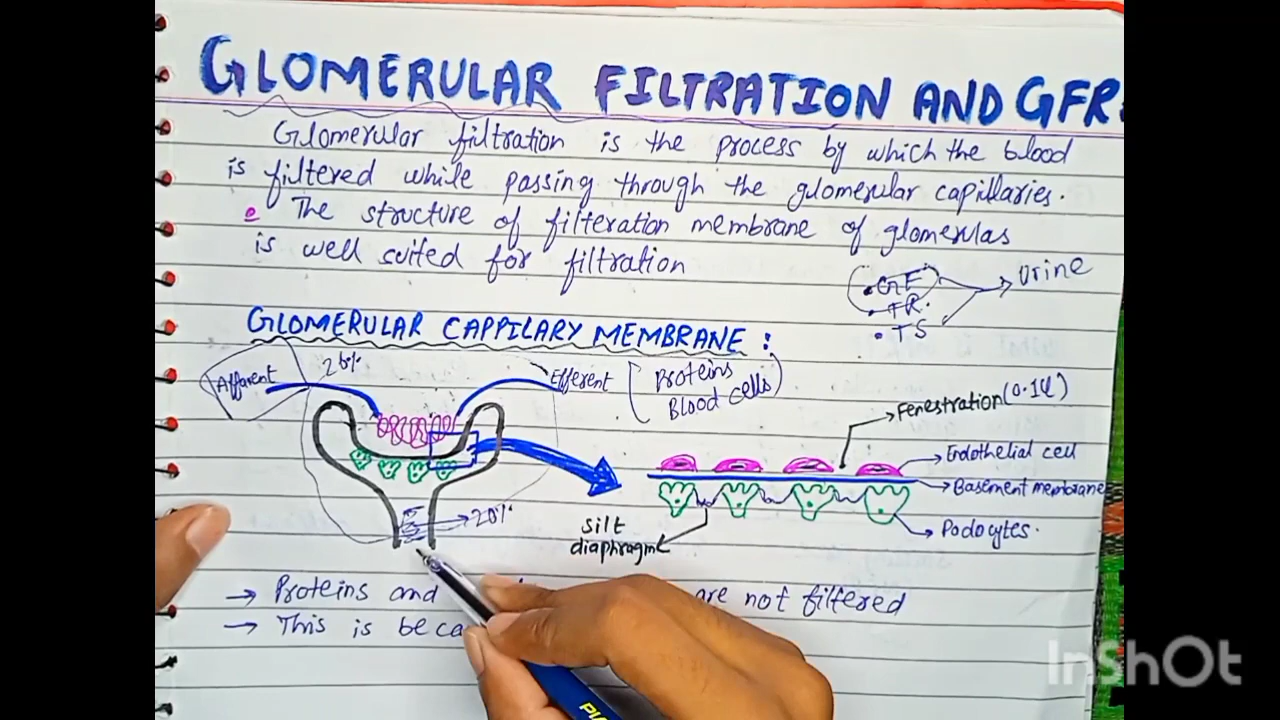 GLOMERULAR FILTRATION AND GFR:
Glomerular filtration is the process by which the blood
is filtered while passing through the glomerular capillaries.
The structure of filteration membrane of glomerulas
is well suited for filtration
GF
TR.
TS
Urine
GLOMERULAR CAPPILARY MEMBRANE :
Afferent
Efferent
Proteins
Blood cells
20%
Fenestration
Endothelial cell
Basement membrane
Podocytes.
silt
diaphragm
→ Proteins and are not filtered
→ This is beca
InShOt